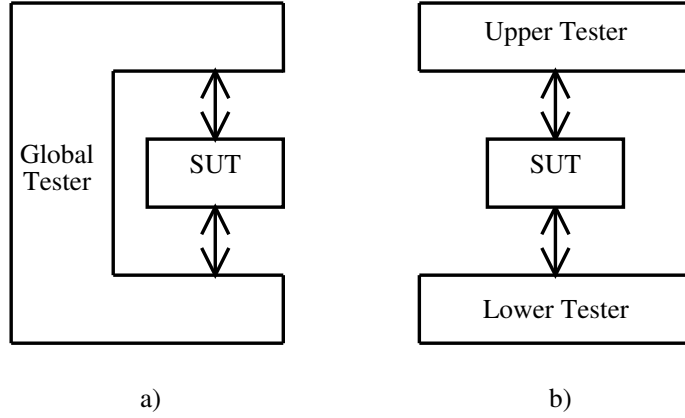 Global
Tester
SUT
a)
Upper Tester
SUT
Lower Tester
b)